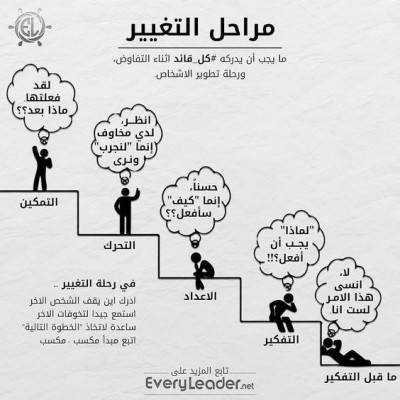 EL
مراحل التغيير
ما يجب أن يدركه #كل_قائد اثناء التفاوض،
ورحلة تطوير الاشخاص.
لقد
فعلتها.
ماذا بعد؟؟
التمكين
انظر،
لدي مخاوف
إنما "لنجرب"
ونرى
التحرك
حسناً،
إنما "كيف"
سأفعل؟؟
الاعداد
"لماذا"
يجب أن
أفعل؟!!
التفكير
لا،
انسى
هذا الامر
لست انا.
ما قبل التفكير
في رحلة التغيير ..
ادرك اين يقف الشخص الاخر
استمع جيدا لتخوفات الاخر
ساعدة لاتخاذ "الخطوة التالية"
اتبع مبدأ مكسب . مكسب
تابع المزيد على
EveryLeader.net